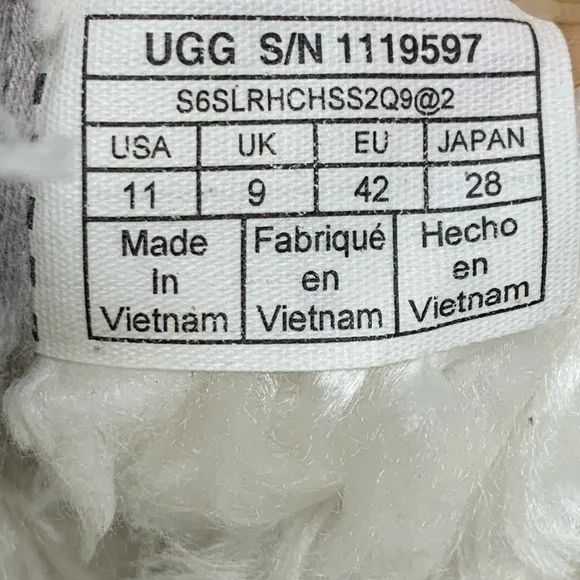 UGG S/N 1119597
S6SLRHCHSS2Q9@2
USA UK EU JAPAN
11 9 42 28
Made In Vietnam
Fabriqué en Vietnam
Hecho en Vietnam